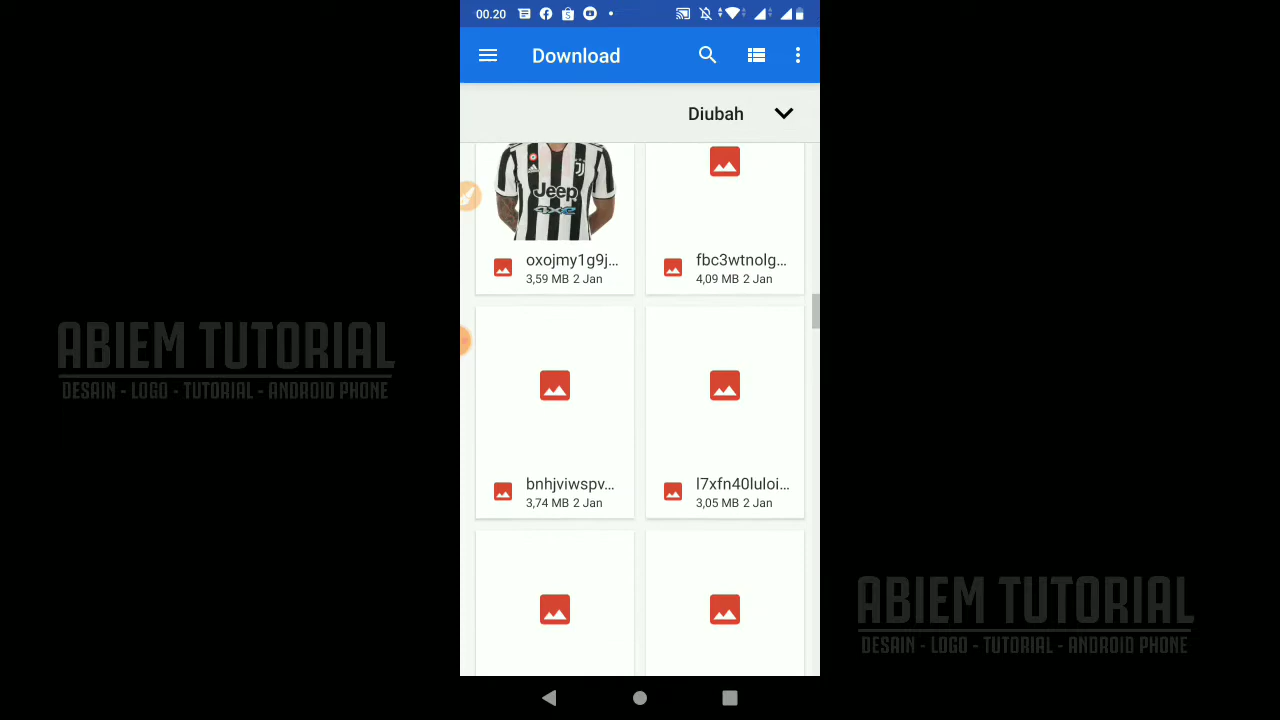 00.20
Download
Diubah
Jeep
4xe
oxojmy1g9j...
3,59 MB 2 Jan
fbc3wtnolg...
4,09 MB 2 Jan
ABIEM TUTORIAL
DESAIN - LOGO - TUTORIAL - ANDROID PHONE
bnhjviwspv...
3,74 MB 2 Jan
l7xfn40luloi...
3,05 MB 2 Jan
ABIEM TUTORIAL
DESAIN - LOGO - TUTORIAL - ANDROID PHONE